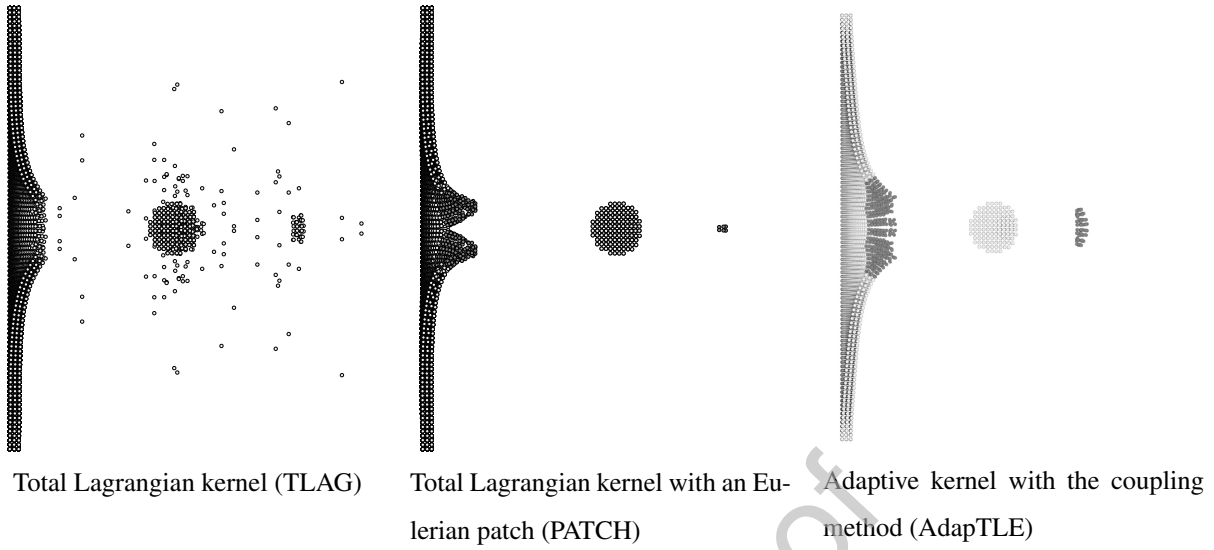 Total Lagrangian kernel (TLAG)
Total Lagrangian kernel with an Eu-
lerian patch (PATCH)
Adaptive kernel with the coupling
method (AdapTLE)
of